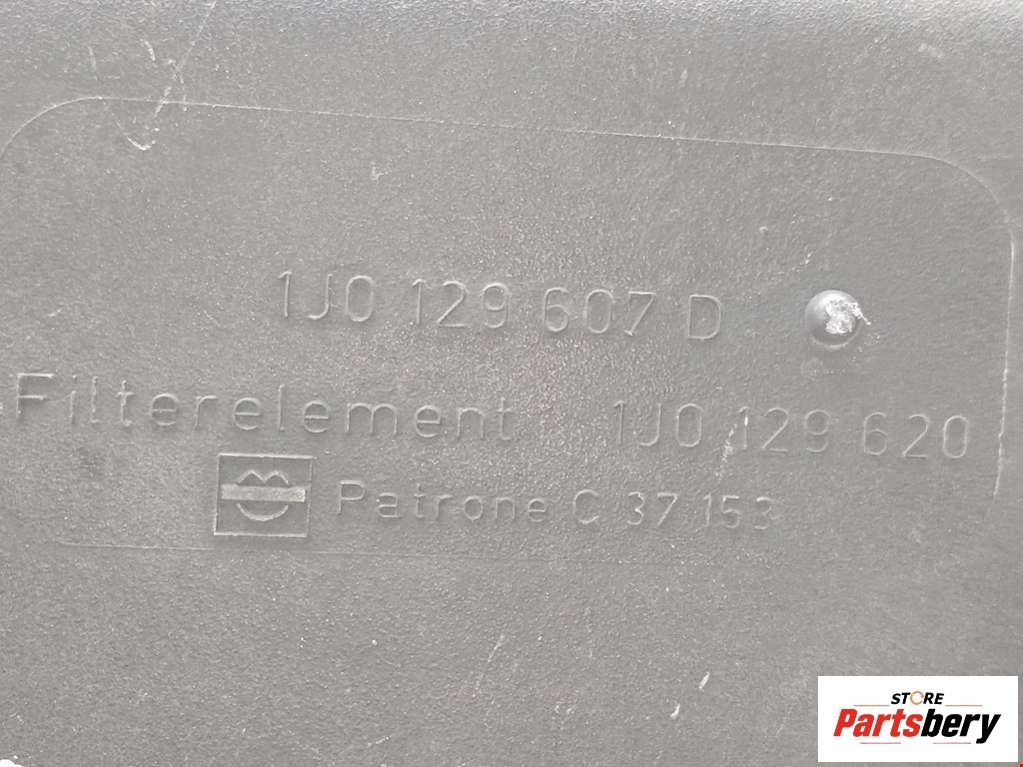 1J0 129 607 D
Filterelement 1J0 129 620
Patrone C 37 153
STORE
Partsbery